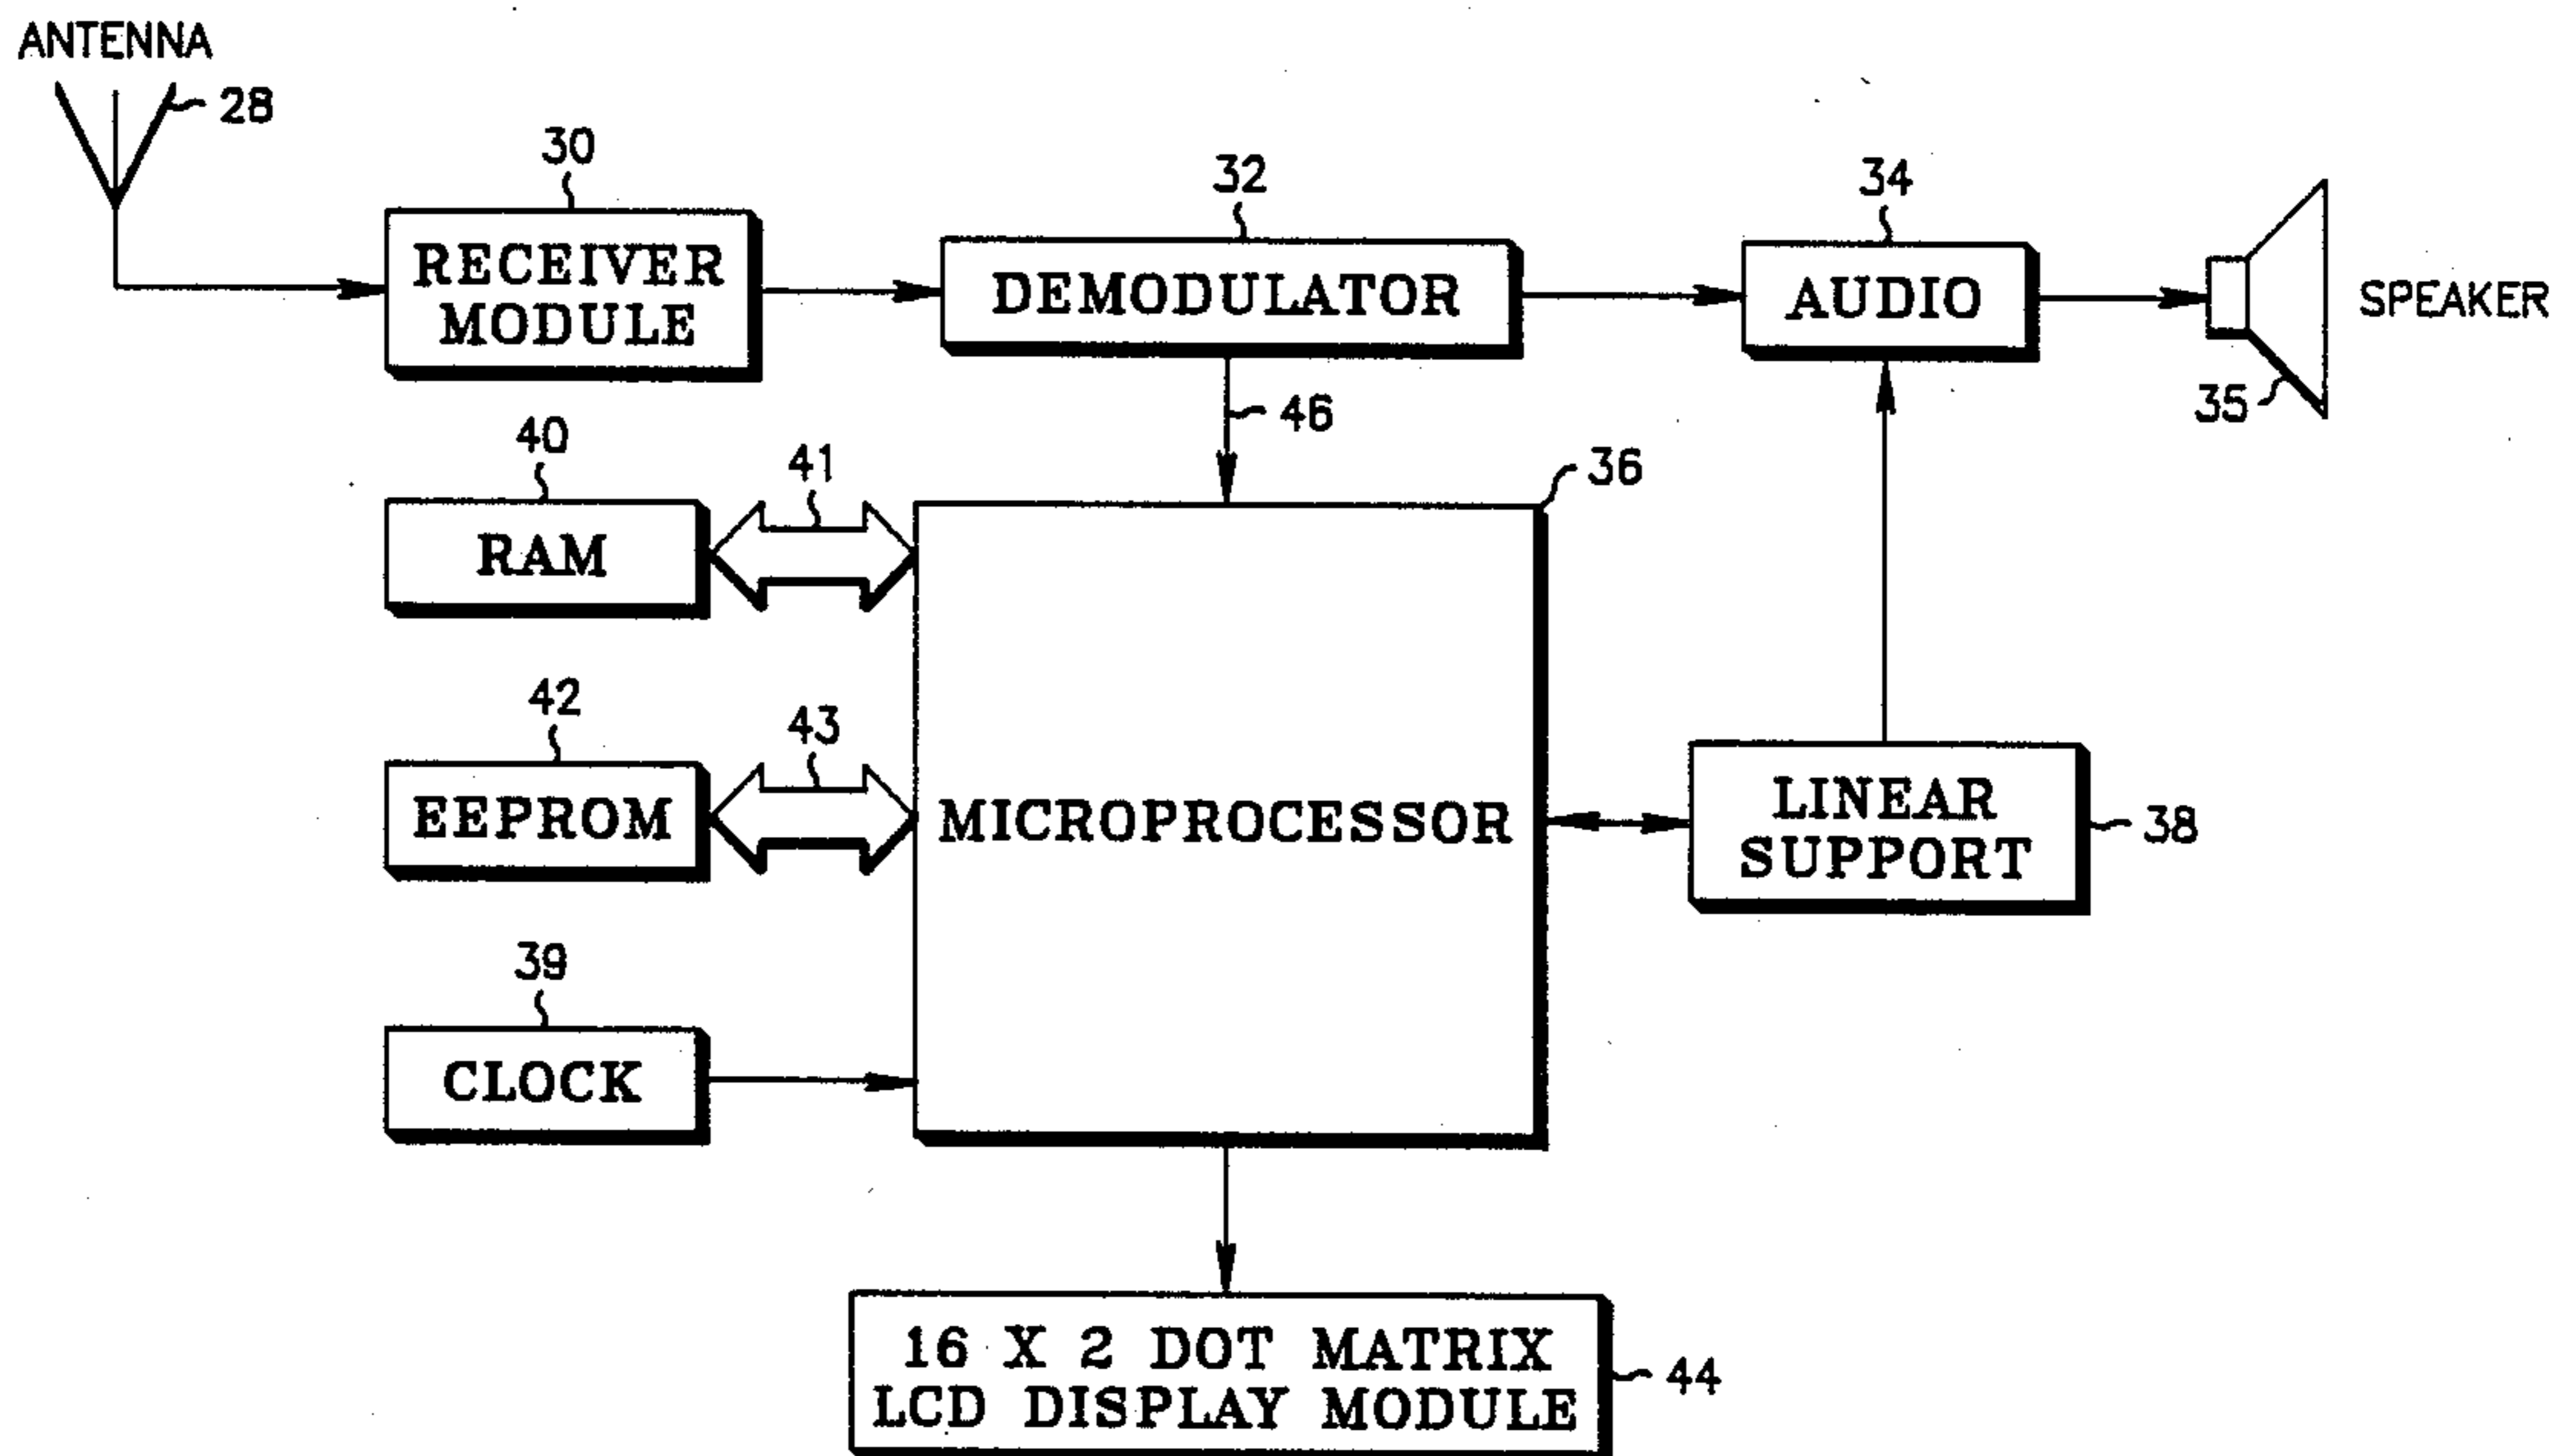 ANTENNA
28
30
RECEIVER
MODULE
32
DEMODULATOR
34
AUDIO
SPEAKER
35
46
40
RAM
41
36
42
EEPROM
43
MICROPROCESSOR
LINEAR
SUPPORT
38
39
CLOCK
16 X 2 DOT MATRIX
LCD DISPLAY MODULE
44